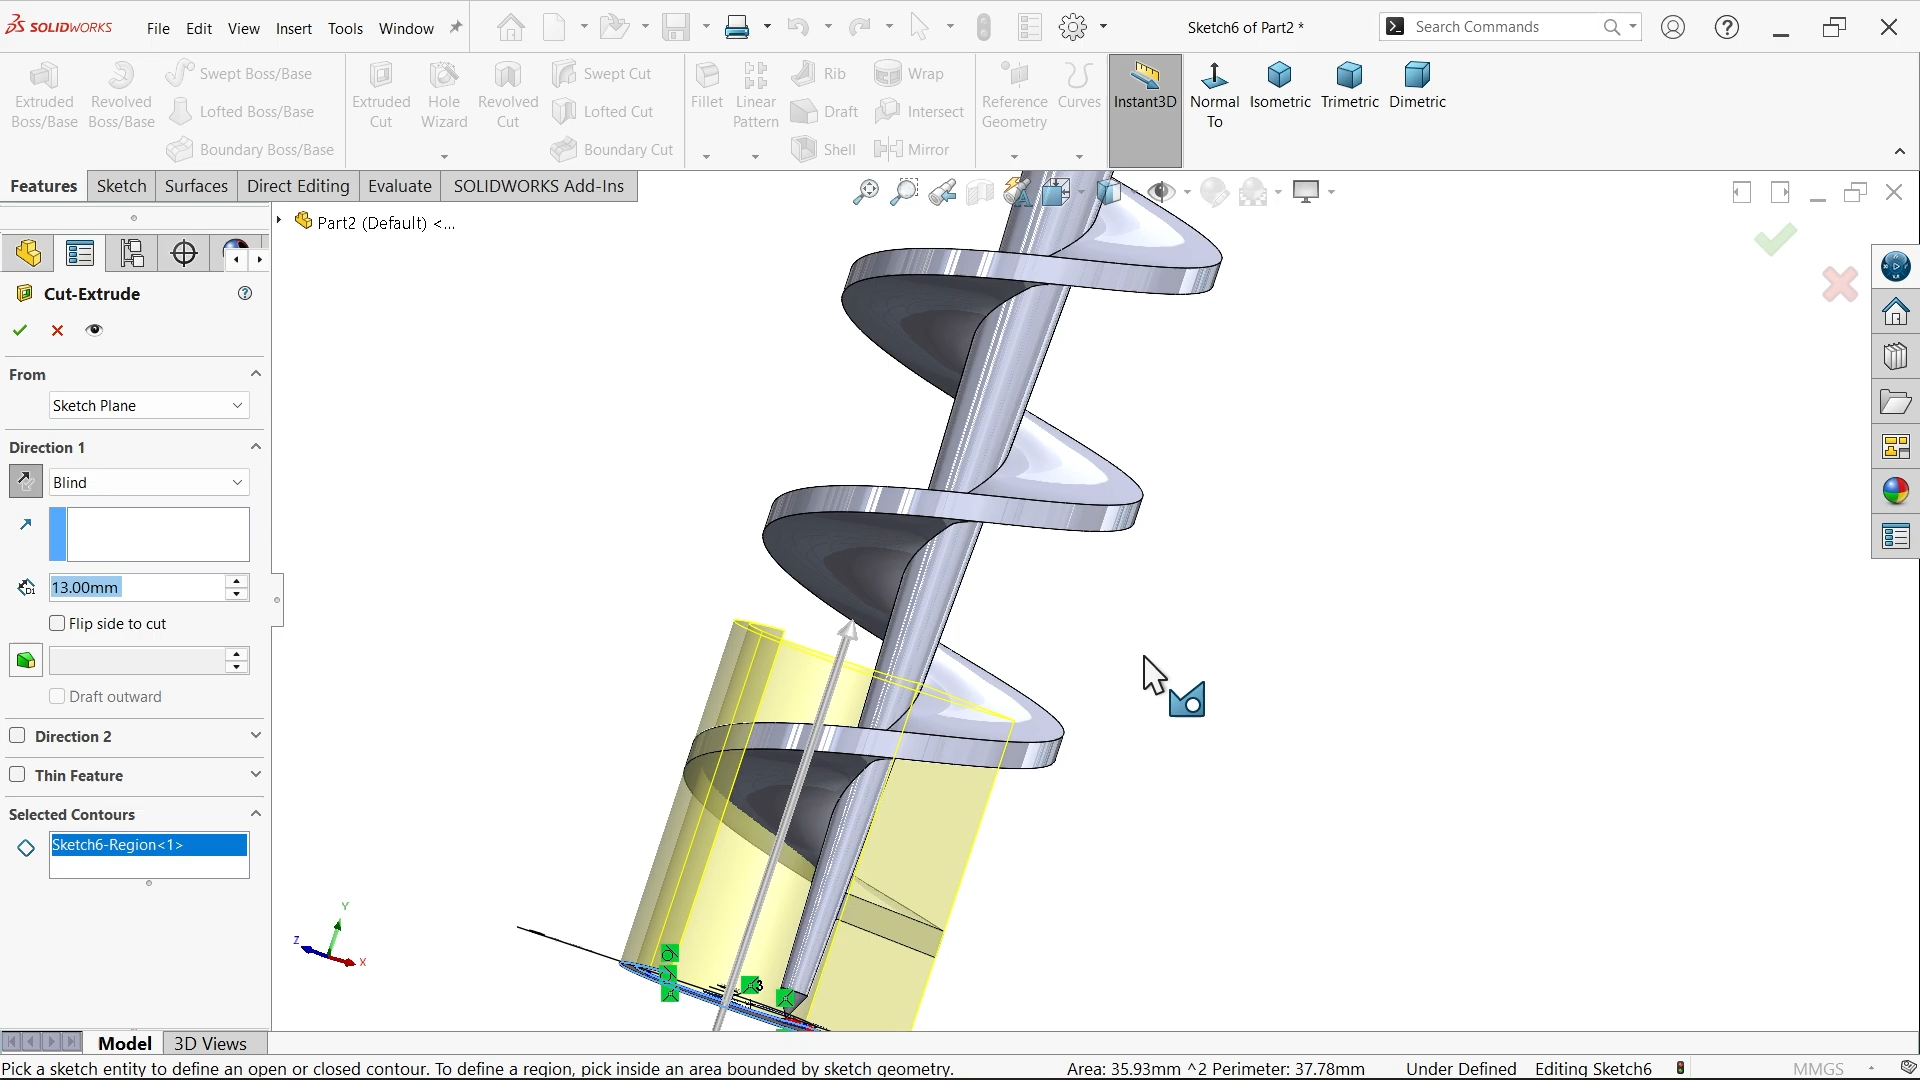 SOLIDWORKS
File Edit View Insert Tools Window
Sketch6 of Part2 *
Search Commands
Extruded Boss/Base
Revolved Boss/Base
Swept Boss/Base
Lofted Boss/Base
Boundary Boss/Base
Extruded Cut
Hole Wizard
Revolved Cut
Swept Cut
Lofted Cut
Boundary Cut
Fillet
Linear Pattern
Rib
Draft
Shell
Wrap
Intersect
Mirror
Reference Geometry
Curves
Instant3D
Normal To
Isometric
Trimetric
Dimetric
Features Sketch Surfaces Direct Editing Evaluate SOLIDWORKS Add-Ins
Part2 (Default) <...
Cut-Extrude
From
Sketch Plane
Direction 1
Blind
D1
13.00mm
Flip side to cut
Draft outward
Direction 2
Thin Feature
Selected Contours
Sketch6-Region<1>
Y
Z
X
3
Model 3D Views
Pick a sketch entity to define an open or closed contour. To define a region, pick inside an area bounded by sketch geometry.
Area: 35.93mm ^2 Perimeter: 37.78mm
Under Defined
Editing Sketch6
MMGS